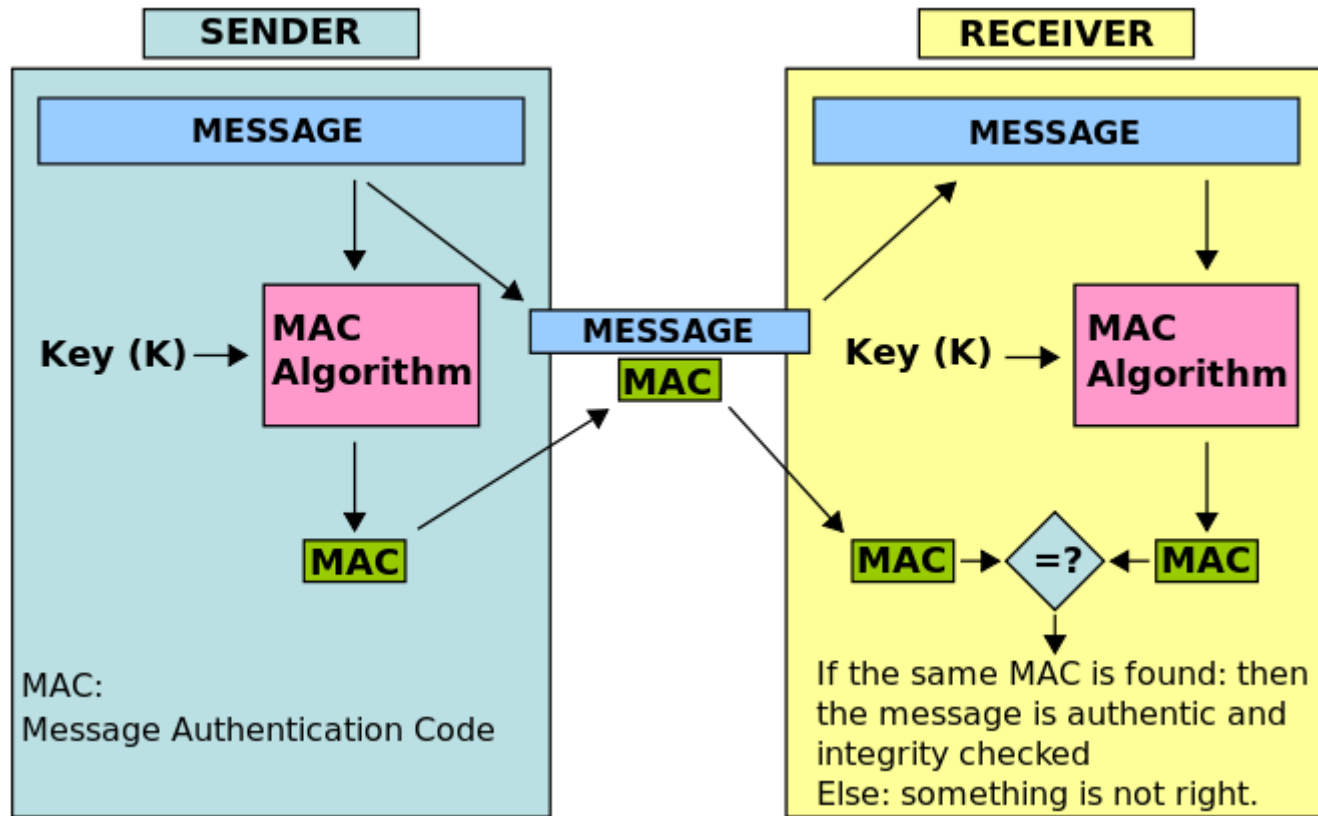 SENDER
MESSAGE
Key (K)
MAC
Algorithm
MAC
MAC:
Message Authentication Code
MESSAGE
MAC
RECEIVER
MESSAGE
Key (K)
MAC
Algorithm
MAC
=?
MAC
If the same MAC is found: then
the message is authentic and
integrity checked
Else: something is not right.